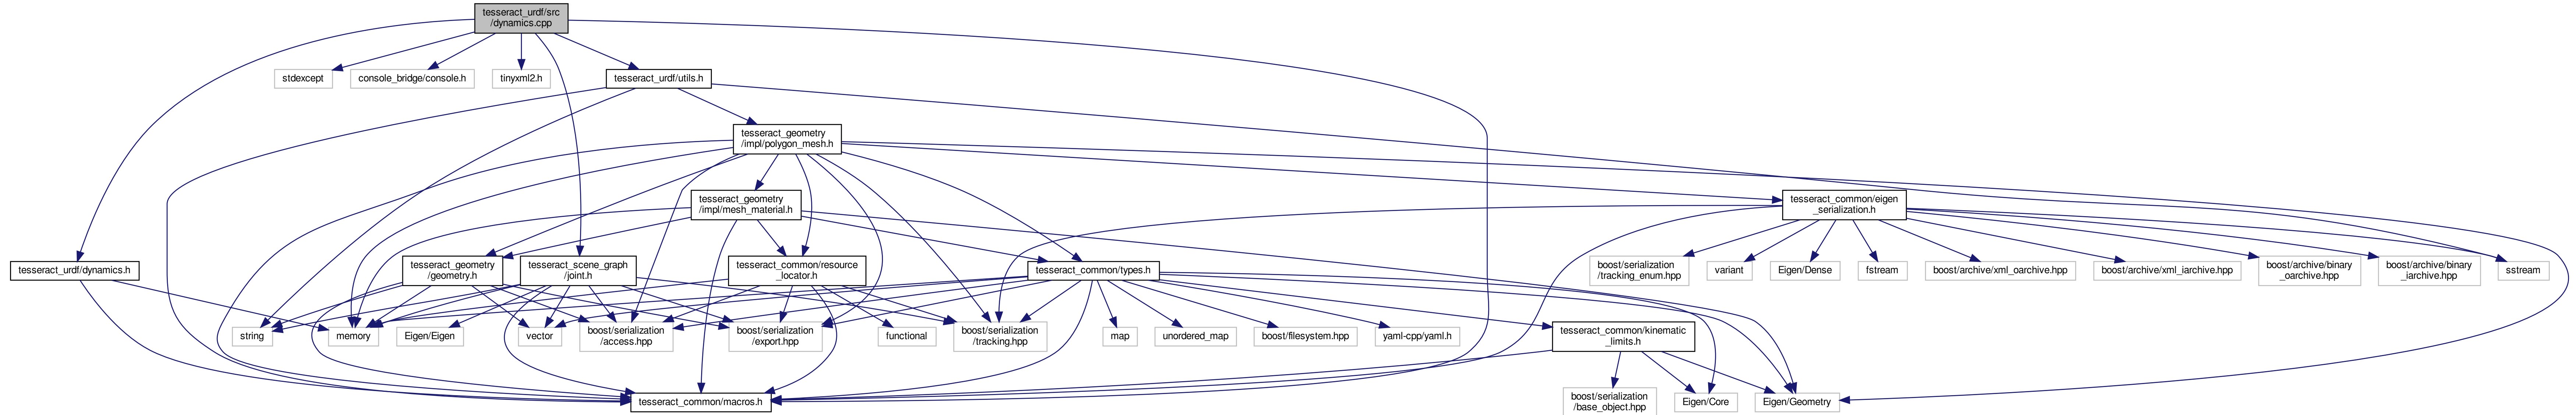 tesseract_urdf/src
/dynamics.cpp
stdexcept
console_bridge/console.h
tinyxml2.h
tesseract_urdf/utils.h
tesseract_geometry
/impl/polygon_mesh.h
tesseract_geometry
/impl/mesh_material.h
tesseract_common/eigen
_serialization.h
tesseract_urdf/dynamics.h
tesseract_geometry
/geometry.h
tesseract_scene_graph
/joint.h
tesseract_common/resource
_locator.h
tesseract_common/types.h
boost/serialization
/tracking_enum.hpp
variant
Eigen/Dense
fstream
boost/archive/xml_oarchive.hpp
boost/archive/xml_iarchive.hpp
boost/archive/binary
_oarchive.hpp
boost/archive/binary
_iarchive.hpp
sstream
string
memory
Eigen/Eigen
vector
boost/serialization
/access.hpp
boost/serialization
/export.hpp
functional
boost/serialization
/tracking.hpp
map
unordered_map
boost/filesystem.hpp
yaml-cpp/yaml.h
tesseract_common/kinematic
_limits.h
tesseract_common/macros.h
boost/serialization
/base_object.hpp
Eigen/Core
Eigen/Geometry